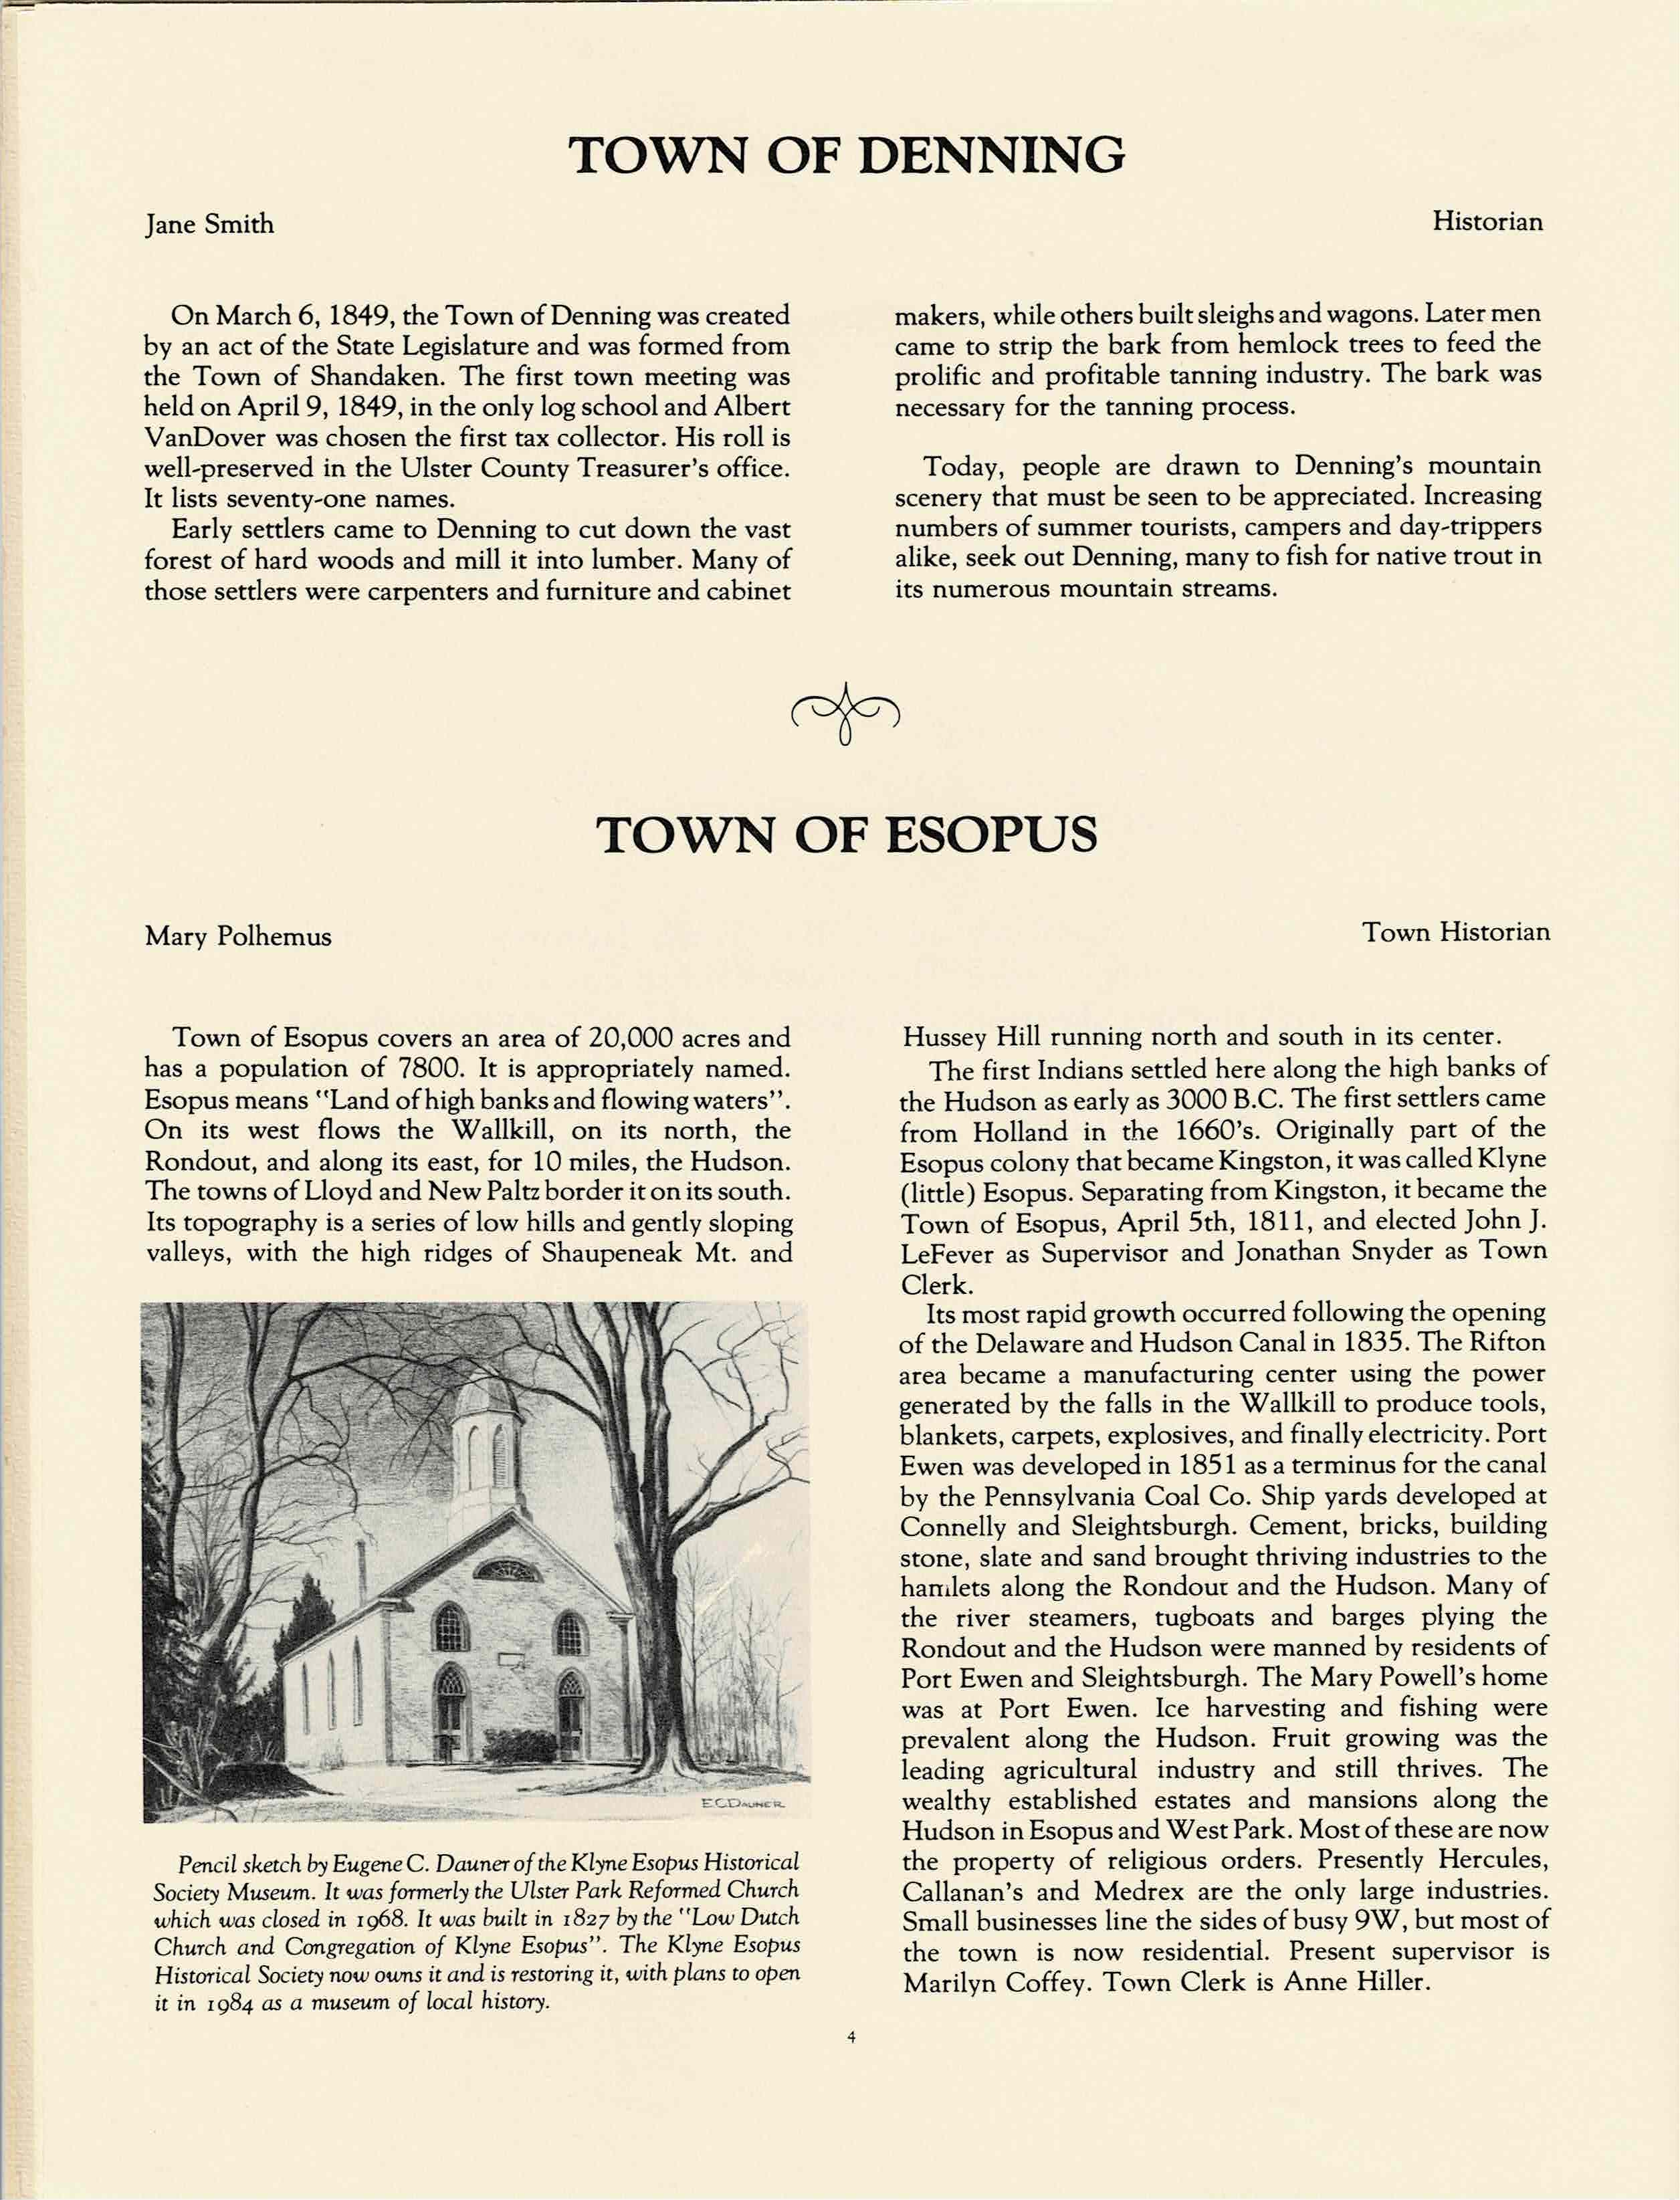 TOWN OF DENNING
Jane Smith
Historian
On March 6, 1849, the Town of Denning was created
by an act of the State Legislature and was formed from
the Town of Shandaken. The first town meeting was
held on April 9, 1849, in the only log school and Albert
VanDover was chosen the first tax collector. His roll is
well-preserved in the Ulster County Treasurer's office.
It lists seventy-one names.
Early settlers came to Denning to cut down the vast
forest of hard woods and mill it into lumber. Many of
those settlers were carpenters and furniture and cabinet
makers, while others built sleighs and wagons. Later men
came to strip the bark from hemlock trees to feed the
prolific and profitable tanning industry. The bark was
necessary for the tanning process.
Today, people are drawn to Denning's mountain
scenery that must be seen to be appreciated. Increasing
numbers of summer tourists, campers and day-trippers
alike, seek out Denning, many to fish for native trout in
its numerous mountain streams.
TOWN OF ESOPUS
Mary Polhemus
Town Historian
Town of Esopus covers an area of 20,000 acres and
has a population of 7800. It is appropriately named.
Esopus means "Land of high banks and flowing waters".
On its west flows the Wallkill, on its north, the
Rondout, and along its east, for 10 miles, the Hudson.
The towns of Lloyd and New Paltz border it on its south.
Its topography is a series of low hills and gently sloping
valleys, with the high ridges of Shaupeneak Mt. and
E.C.DAUNER
Pencil sketch by Eugene C. Dauner of the Klyne Esopus Historical
Society Museum. It was formerly the Ulster Park Reformed Church
which was closed in 1968. It was built in 1827 by the "Low Dutch
Church and Congregation of Klyne Esopus". The Klyne Esopus
Historical Society now owns it and is restoring it, with plans to open
it in 1984 as a museum of local history.
Hussey Hill running north and south in its center.
The first Indians settled here along the high banks of
the Hudson as early as 3000 B.C. The first settlers came
from Holland in the 1660's. Originally part of the
Esopus colony that became Kingston, it was called Klyne
(little) Esopus. Separating from Kingston, it became the
Town of Esopus, April 5th, 1811, and elected John J.
LeFever as Supervisor and Jonathan Snyder as Town
Clerk.
Its most rapid growth occurred following the opening
of the Delaware and Hudson Canal in 1835. The Rifton
area became a manufacturing center using the power
generated by the falls in the Wallkill to produce tools,
blankets, carpets, explosives, and finally electricity. Port
Ewen was developed in 1851 as a terminus for the canal
by the Pennsylvania Coal Co. Ship yards developed at
Connelly and Sleightsburgh. Cement, bricks, building
stone, slate and sand brought thriving industries to the
hamlets along the Rondout and the Hudson. Many of
the river steamers, tugboats and barges plying the
Rondout and the Hudson were manned by residents of
Port Ewen and Sleightsburgh. The Mary Powell's home
was at Port Ewen. Ice harvesting and fishing were
prevalent along the Hudson. Fruit growing was the
leading agricultural industry and still thrives. The
wealthy established estates and mansions along the
Hudson in Esopus and West Park. Most of these are now
the property of religious orders. Presently Hercules,
Callanan's and Medrex are the only large industries.
Small businesses line the sides of busy 9W, but most of
the town is now residential. Present supervisor is
Marilyn Coffey. Town Clerk is Anne Hiller.
4